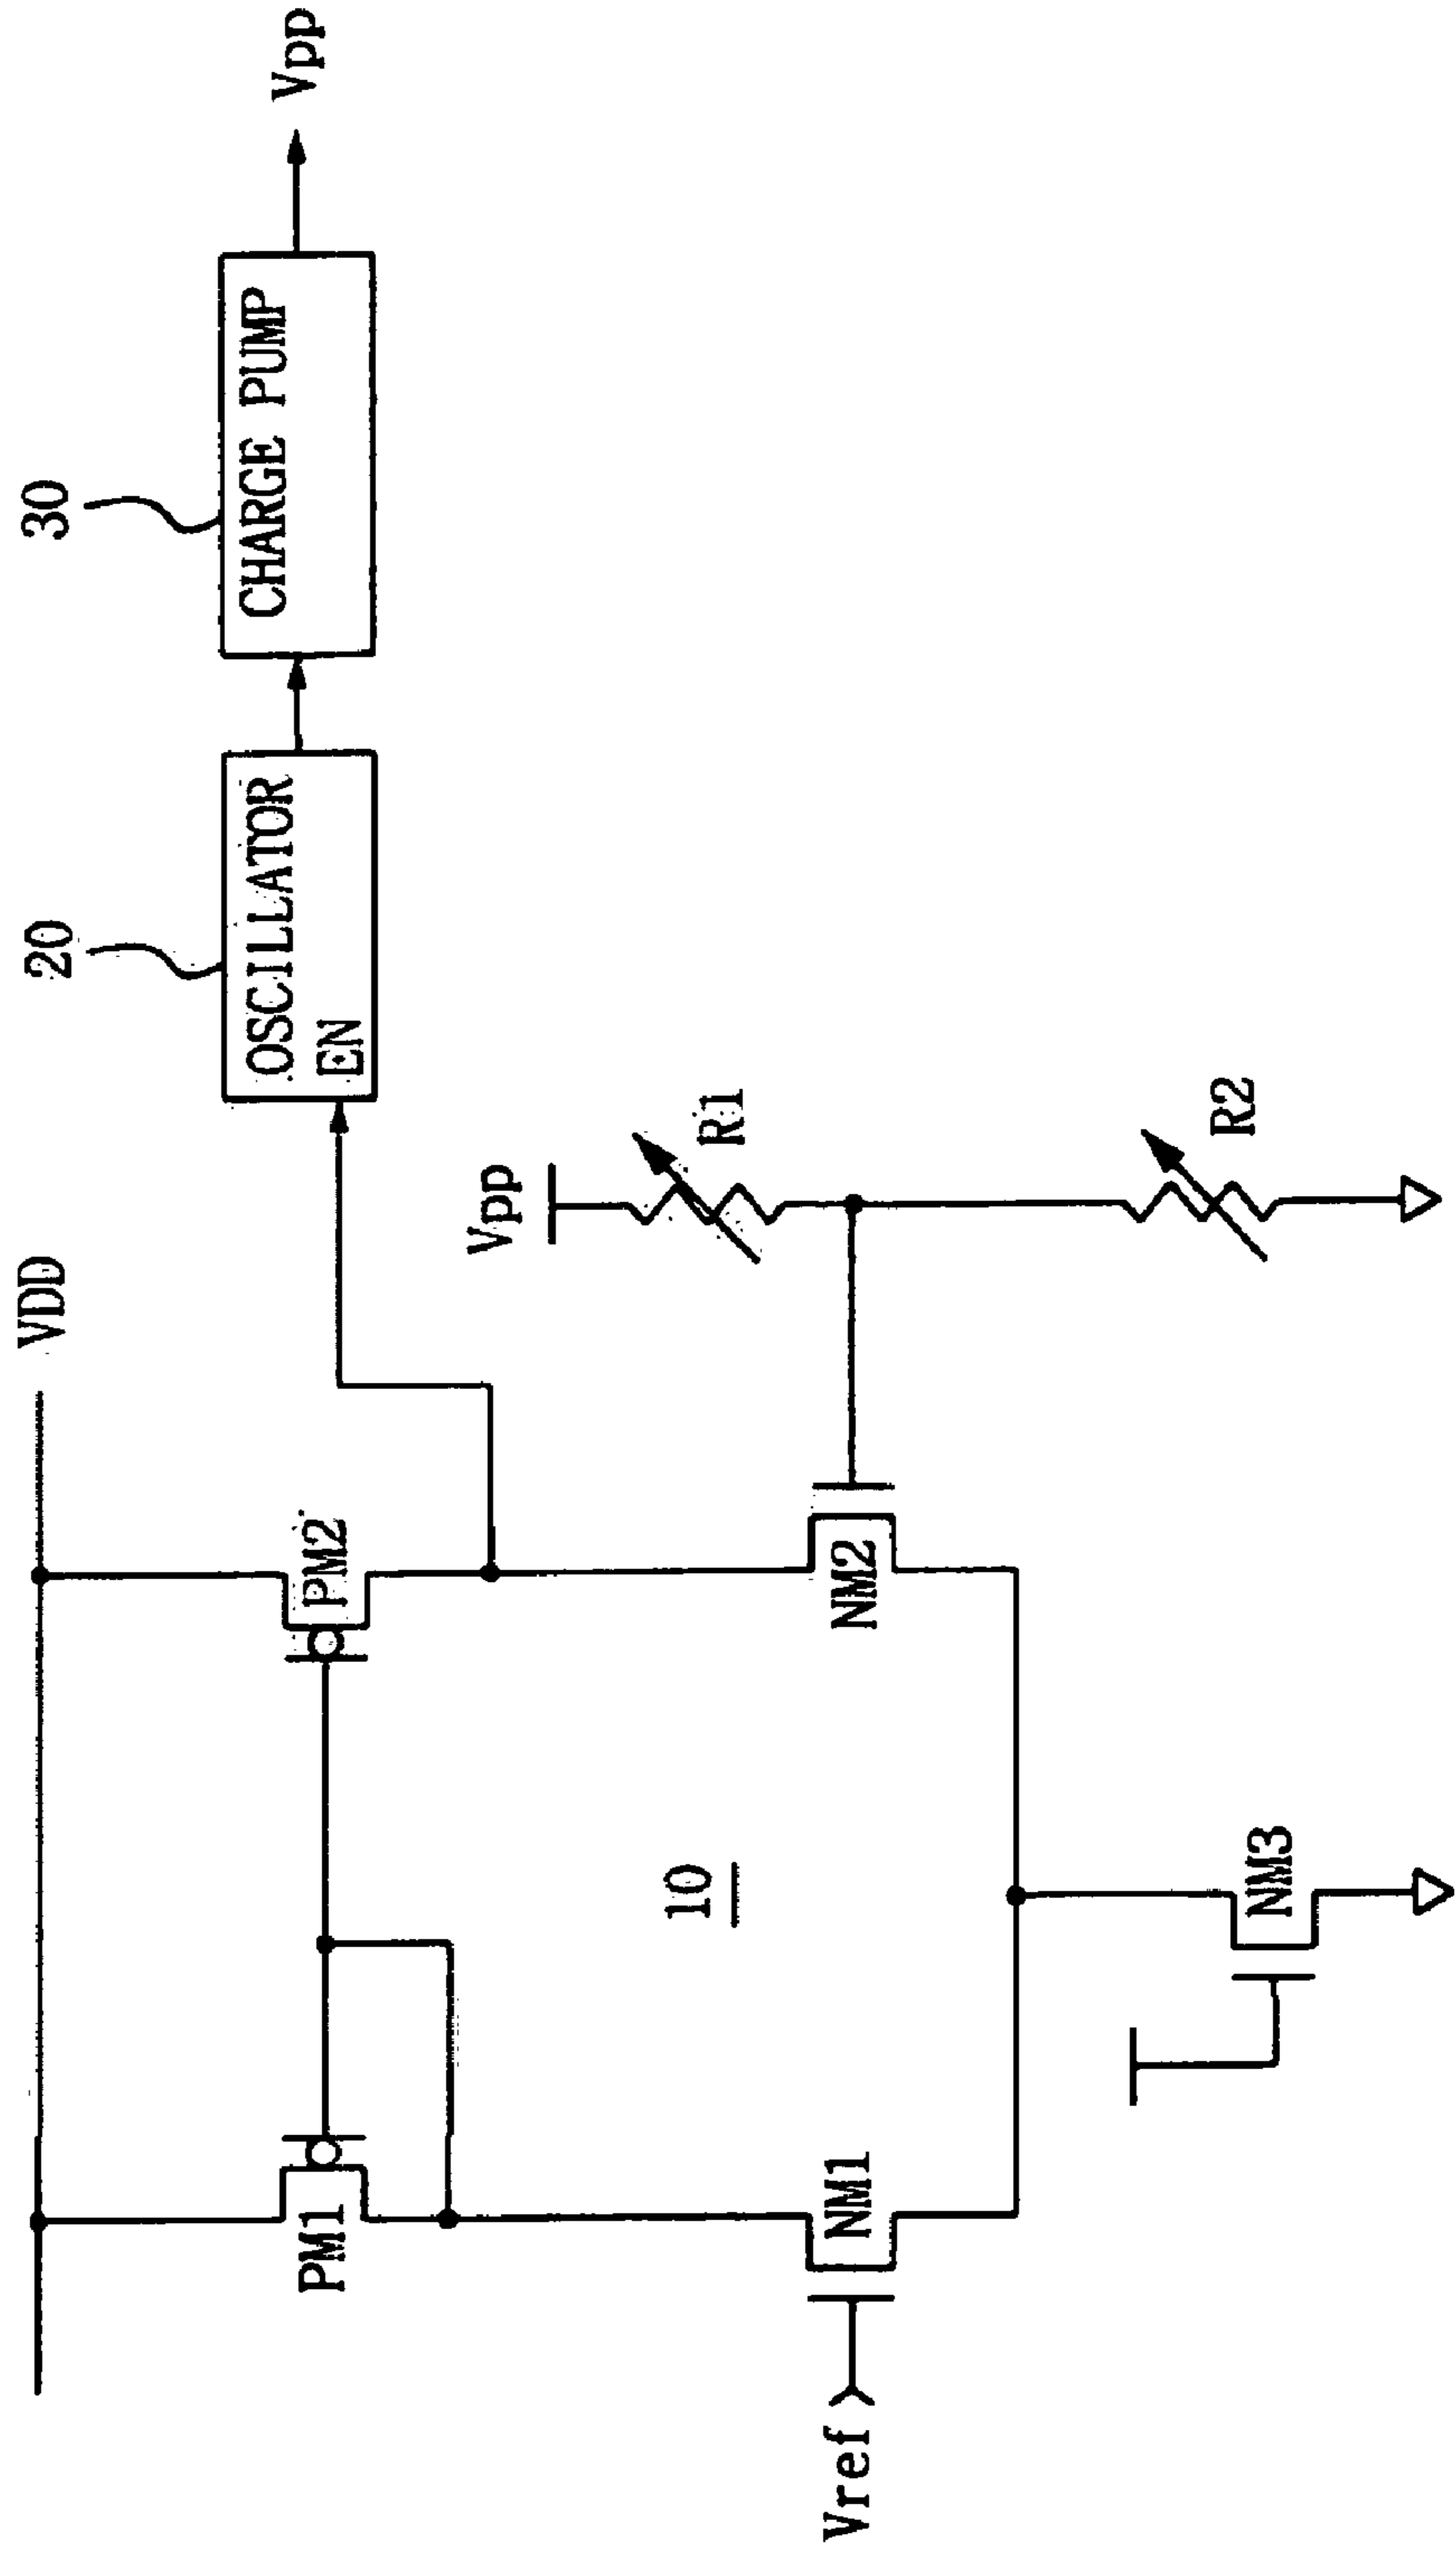 VDD
20
30
OSCILLATOR
EN
CHARGE PUMP
Vpp
PM1
PM2
Vpp
R1
10
Vref
NM1
NM2
R2
NM3